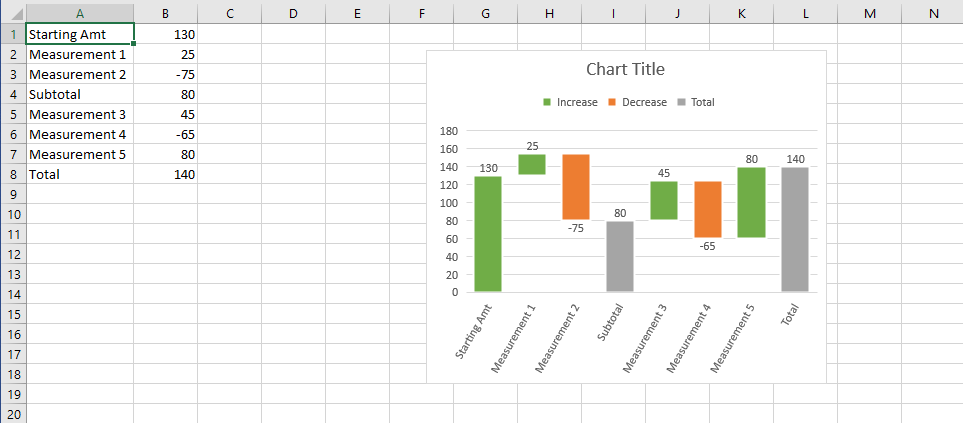 A B C D E F G H I J K L M N
1 Starting Amt 130
2 Measurement 1 25
3 Measurement 2 -75
4 Subtotal 80
5 Measurement 3 45
6 Measurement 4 -65
7 Measurement 5 80
8 Total 140
9
10
11
12
13
14
15
16
17
18
19
20
Chart Title
Increase Decrease Total
180
160
140
120
100
80
60
40
20
0
130
25
-75
80
45
-65
80
140
Starting Amt
Measurement 1
Measurement 2
Subtotal
Measurement 3
Measurement 4
Measurement 5
Total